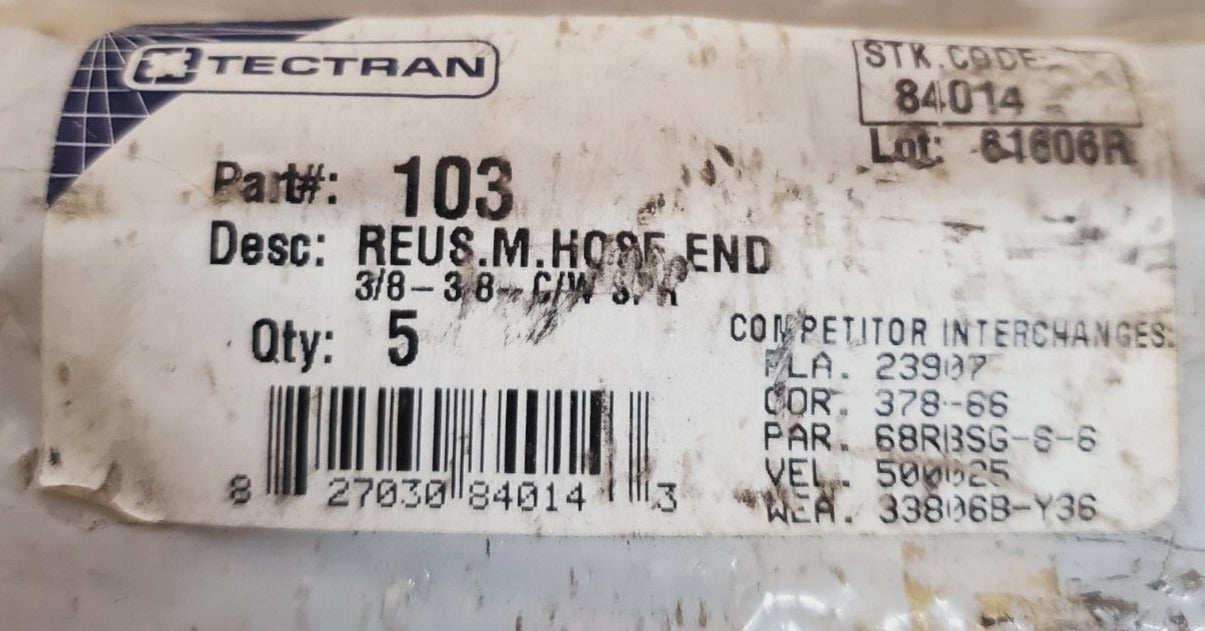 TECTRAN
STK. CODE:
84014
Lot: 61606R
Part#: 103
Desc: REUS.M.HOSE END
3/8-3/8- C/W
Qty: 5
COMPETITOR INTERCHANGES:
FLA. 23907
COR. 378-66
PAR. 68RBSG-6-6
VEL. 500625
WEA. 33806B-Y36
8 27030 84014 3